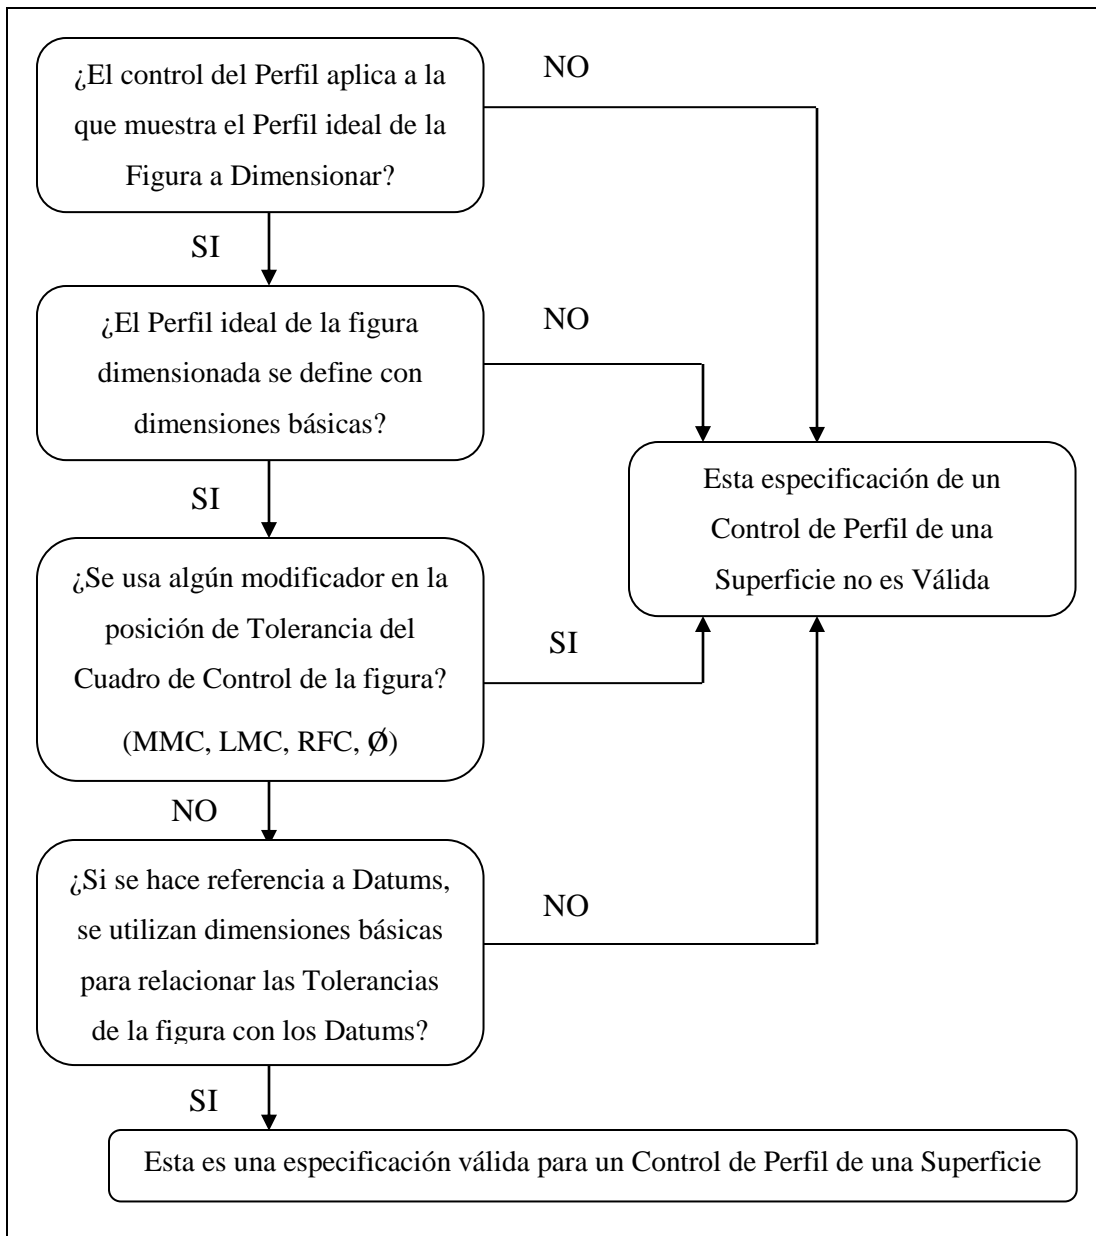 ¿El control del Perfil aplica a la
que muestra el Perfil ideal de la
Figura a Dimensionar?
NO
SI
¿El Perfil ideal de la figura
dimensionada se define con
dimensiones básicas?
NO
SI
Esta especificación de un
Control de Perfil de una
Superficie no es Válida
¿Se usa algún modificador en la
posición de Tolerancia del
Cuadro de Control de la figura?
(MMC, LMC, RFC, Ø)
SI
NO
¿Si se hace referencia a Datums,
se utilizan dimensiones básicas
para relacionar las Tolerancias
de la figura con los Datums?
NO
SI
Esta es una especificación válida para un Control de Perfil de una Superficie